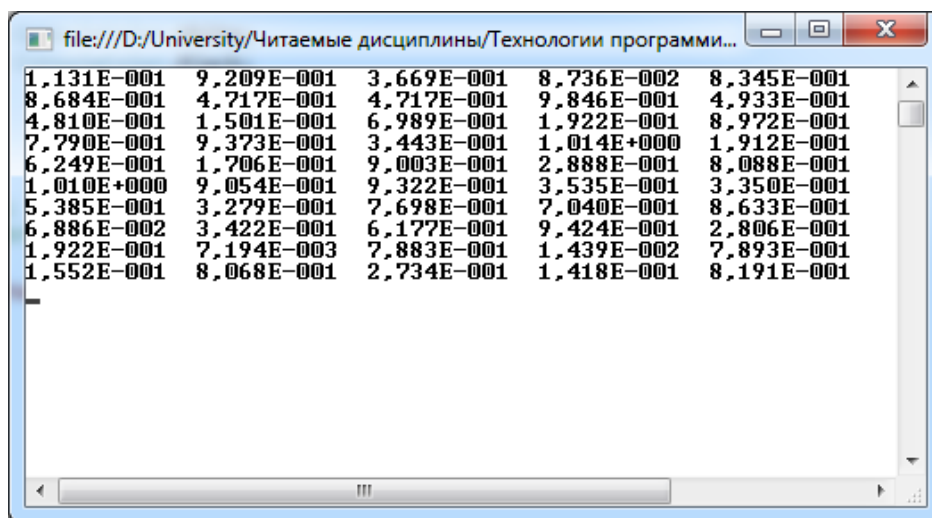 file:///D:/University/Читаемые дисциплины/Технологии программи...
1,131E-001 9,209E-001 3,669E-001 8,736E-002 8,345E-001
8,684E-001 4,717E-001 4,717E-001 9,846E-001 4,933E-001
4,810E-001 1,501E-001 6,989E-001 1,922E-001 8,972E-001
7,790E-001 9,373E-001 3,443E-001 1,014E+000 1,912E-001
6,249E-001 1,706E-001 9,003E-001 2,888E-001 8,088E-001
1,010E+000 9,054E-001 9,322E-001 3,535E-001 3,350E-001
5,385E-001 3,279E-001 7,698E-001 7,040E-001 8,633E-001
6,886E-002 3,422E-001 6,177E-001 9,424E-001 2,806E-001
1,922E-001 7,194E-003 7,883E-001 1,439E-002 7,893E-001
1,552E-001 8,068E-001 2,734E-001 1,418E-001 8,191E-001